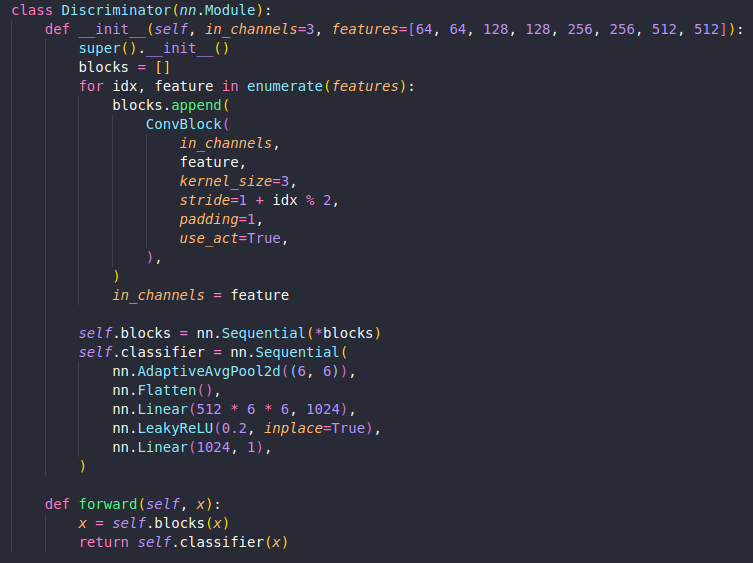 class Discriminator(nn.Module):
    def __init__(self, in_channels=3, features=[64, 64, 128, 128, 256, 256, 512, 512]):
        super().__init__()
        blocks = []
        for idx, feature in enumerate(features):
            blocks.append(
                ConvBlock(
                    in_channels,
                    feature,
                    kernel_size=3,
                    stride=1 + idx % 2,
                    padding=1,
                    use_act=True,
                ),
            )
            in_channels = feature

        self.blocks = nn.Sequential(*blocks)
        self.classifier = nn.Sequential(
            nn.AdaptiveAvgPool2d((6, 6)),
            nn.Flatten(),
            nn.Linear(512 * 6 * 6, 1024),
            nn.LeakyReLU(0.2, inplace=True),
            nn.Linear(1024, 1),
        )

    def forward(self, x):
        x = self.blocks(x)
        return self.classifier(x)